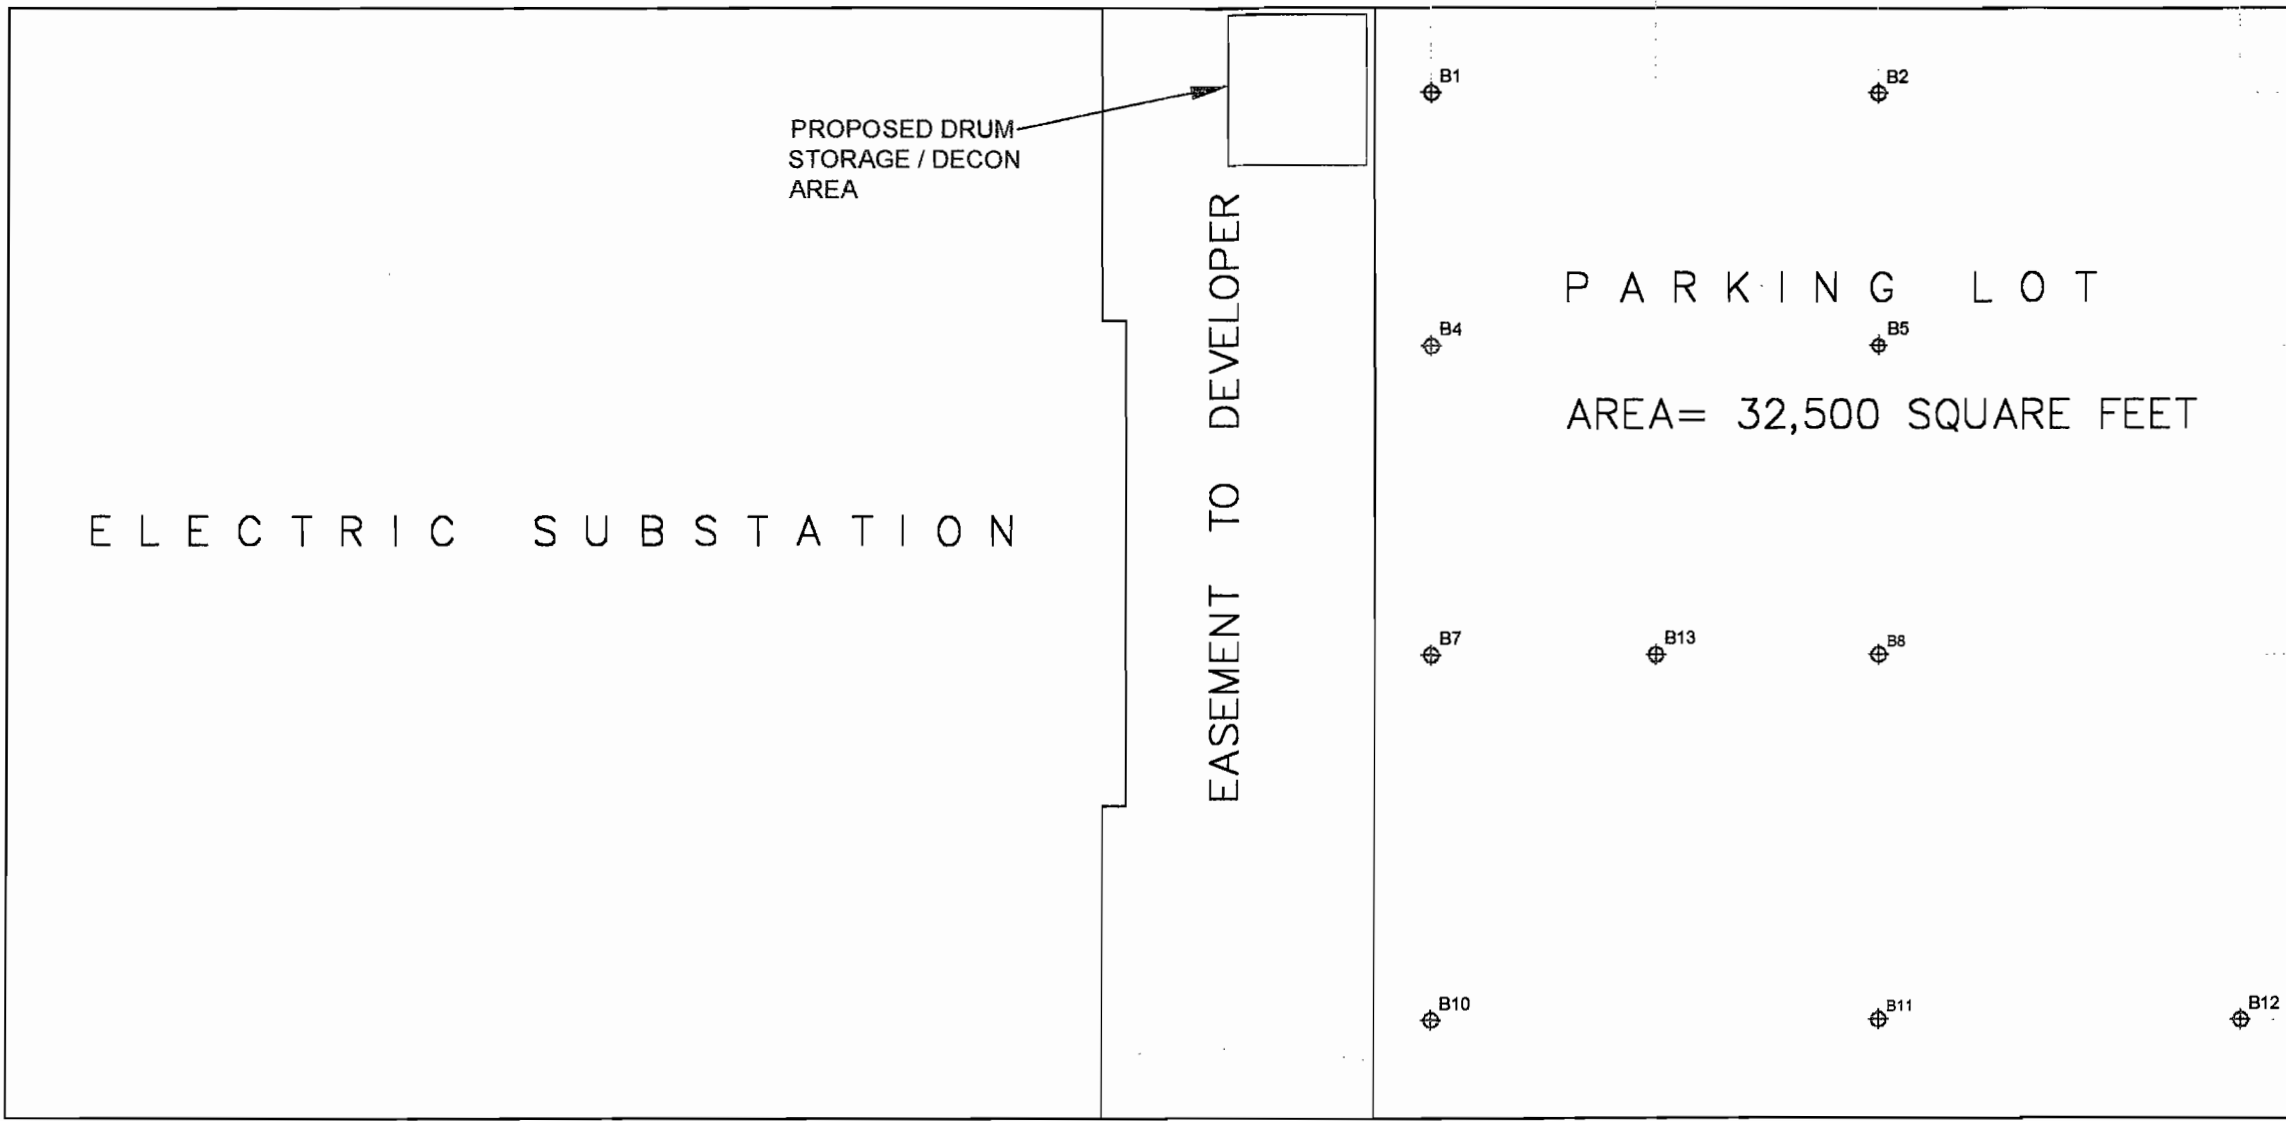 B1
B2
PROPOSED DRUM
STORAGE / DECON
AREA
EASEMENT TO DEVELOPER
PARKING LOT
B4
B5
AREA= 32,500 SQUARE FEET
ELECTRIC SUBSTATION
B7
B13
B8
B10
B11
B12